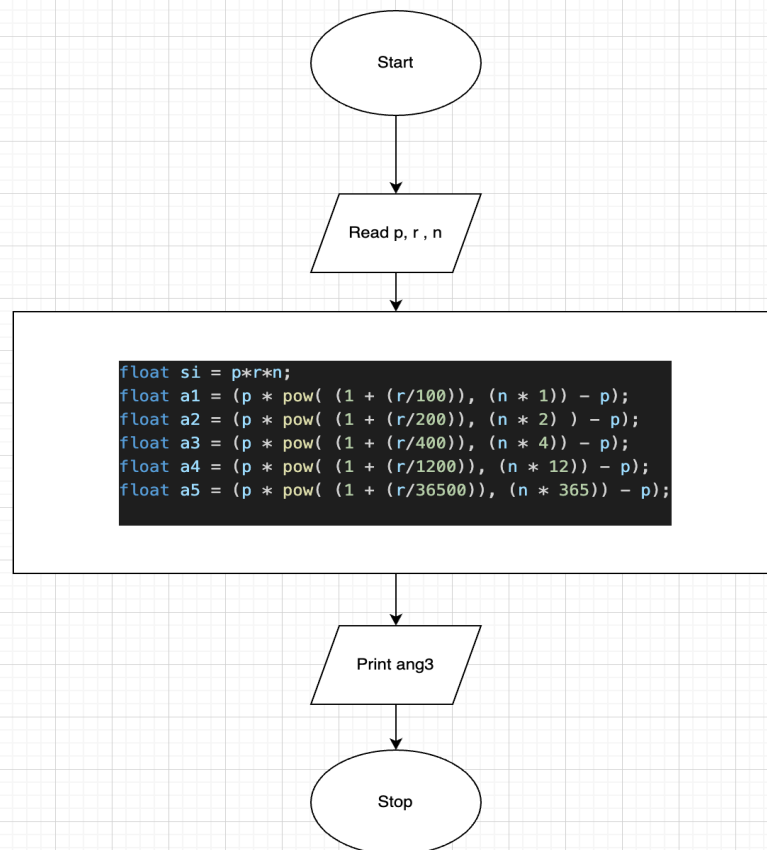 Start
Read p, r , n
float si = p*r*n;
float a1 = (p * pow( (1 + (r/100)), (n * 1)) - p);
float a2 = (p * pow( (1 + (r/200)), (n * 2) ) - p);
float a3 = (p * pow( (1 + (r/400)), (n * 4)) - p);
float a4 = (p * pow( (1 + (r/1200)), (n * 12)) - p);
float a5 = (p * pow( (1 + (r/36500)), (n * 365)) - p);
Print ang3
Stop